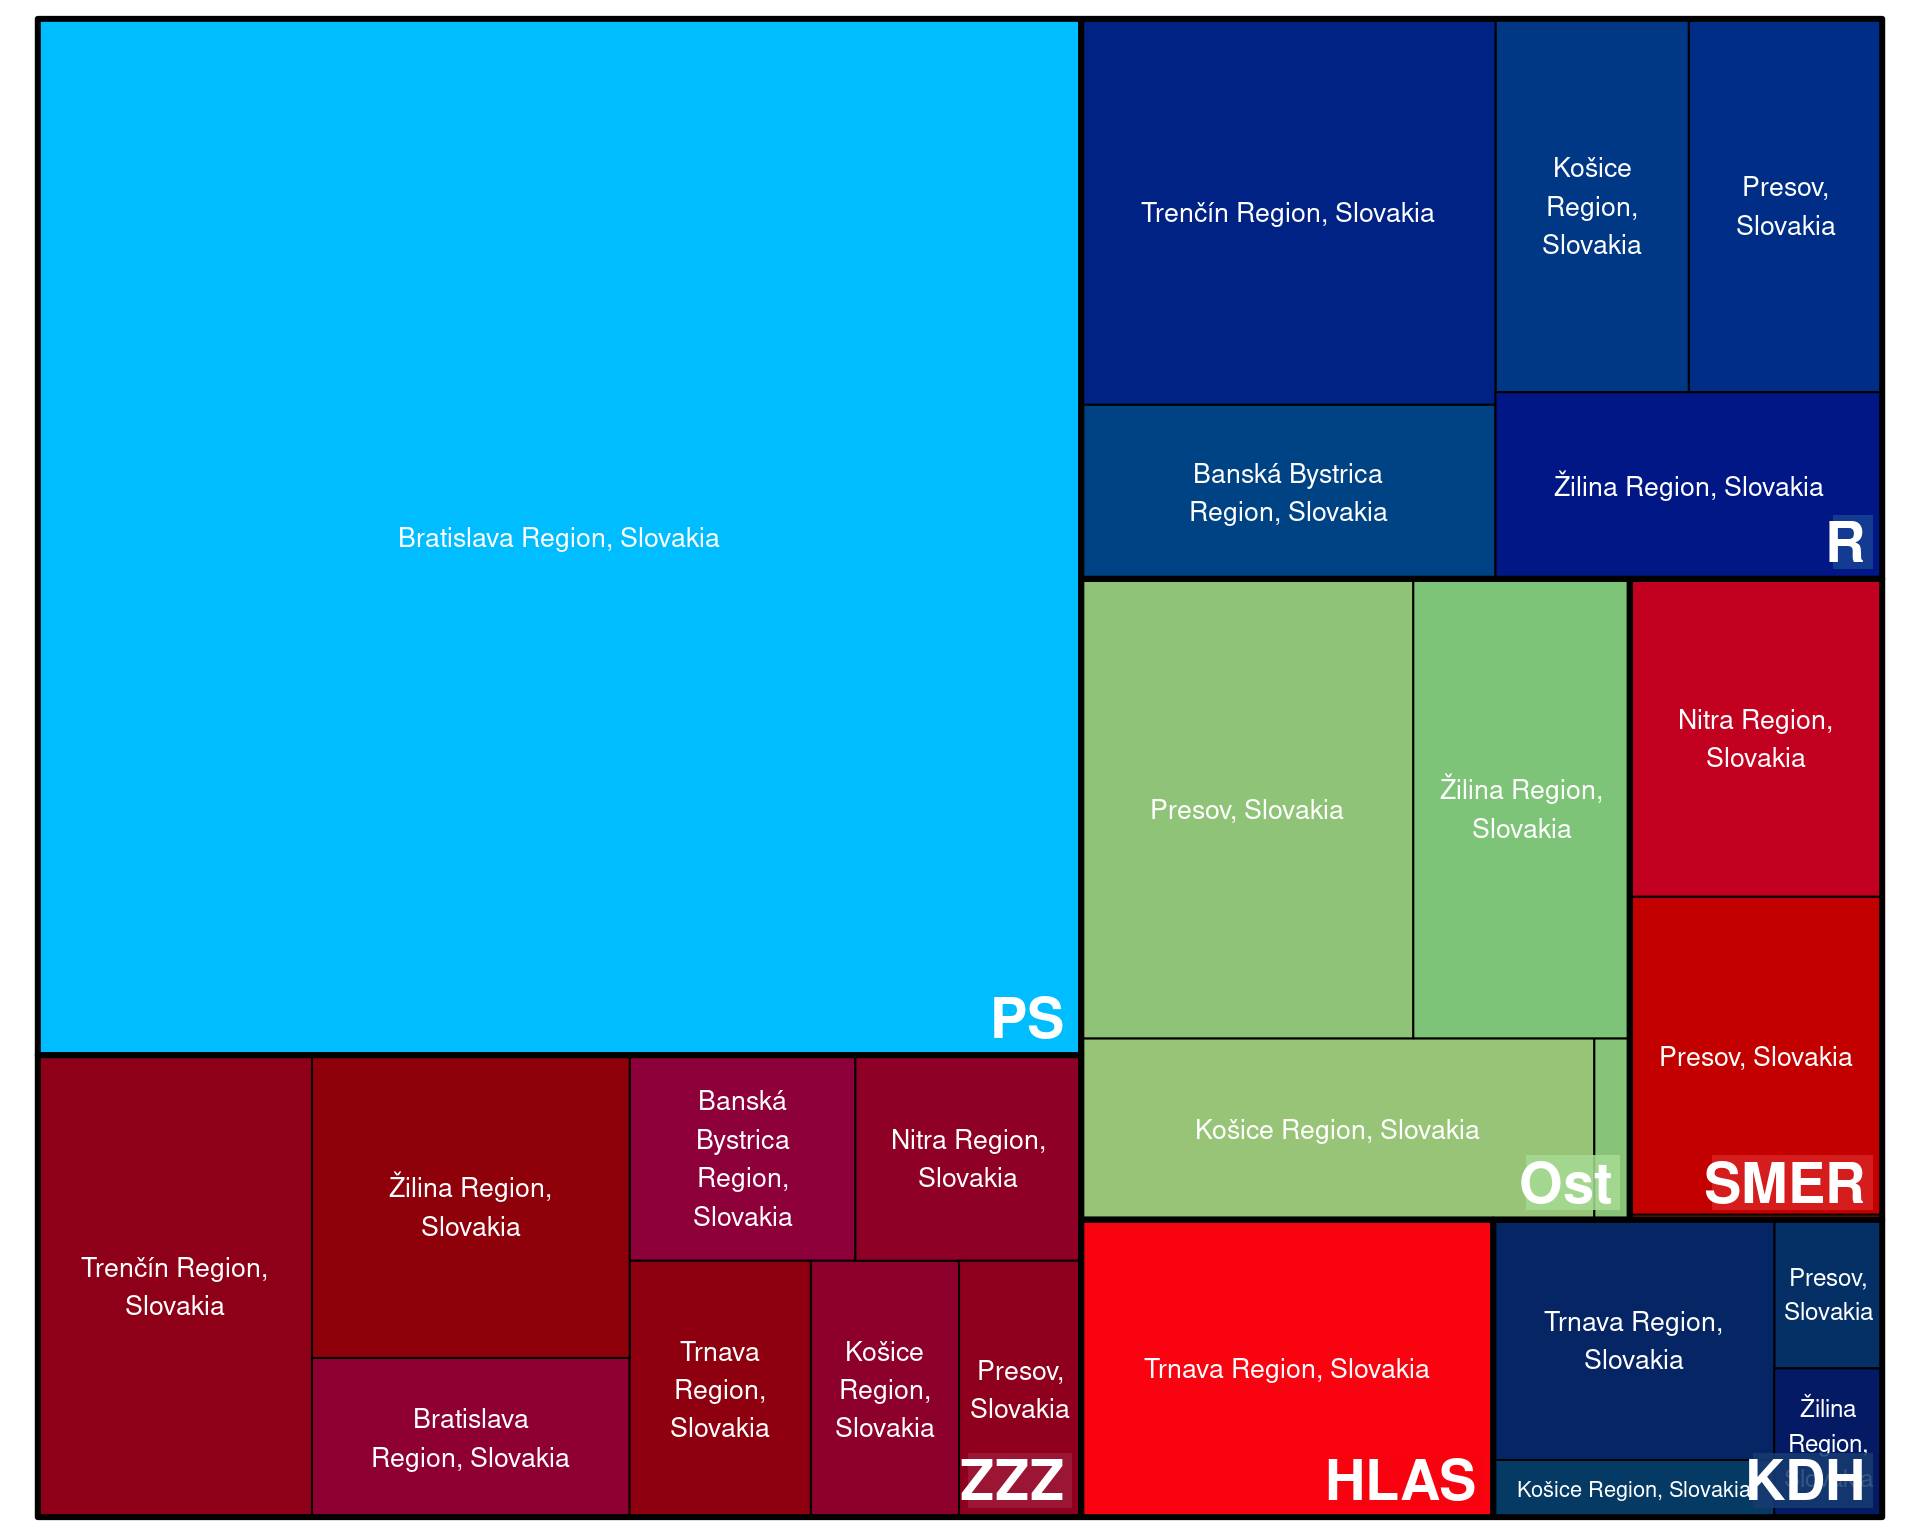 Bratislava Region, Slovakia
PS
Trenčín Region, Slovakia
Košice
Region,
Slovakia
Presov,
Slovakia
Banská Bystrica
Region, Slovakia
Žilina Region, Slovakia
R
Presov, Slovakia
Žilina Region,
Slovakia
Košice Region, Slovakia
Ost
Nitra Region,
Slovakia
Presov, Slovakia
SMER
Trenčín Region,
Slovakia
Žilina Region,
Slovakia
Bratislava
Region, Slovakia
Banská
Bystrica
Region,
Slovakia
Nitra Region,
Slovakia
Trnava
Region,
Slovakia
Košice
Region,
Slovakia
Presov,
Slovakia
ZZZ
Trnava Region, Slovakia
HLAS
Trnava Region,
Slovakia
Presov,
Slovakia
Žilina
Region,
Slovakia
Košice Region, Slovakia
KDH